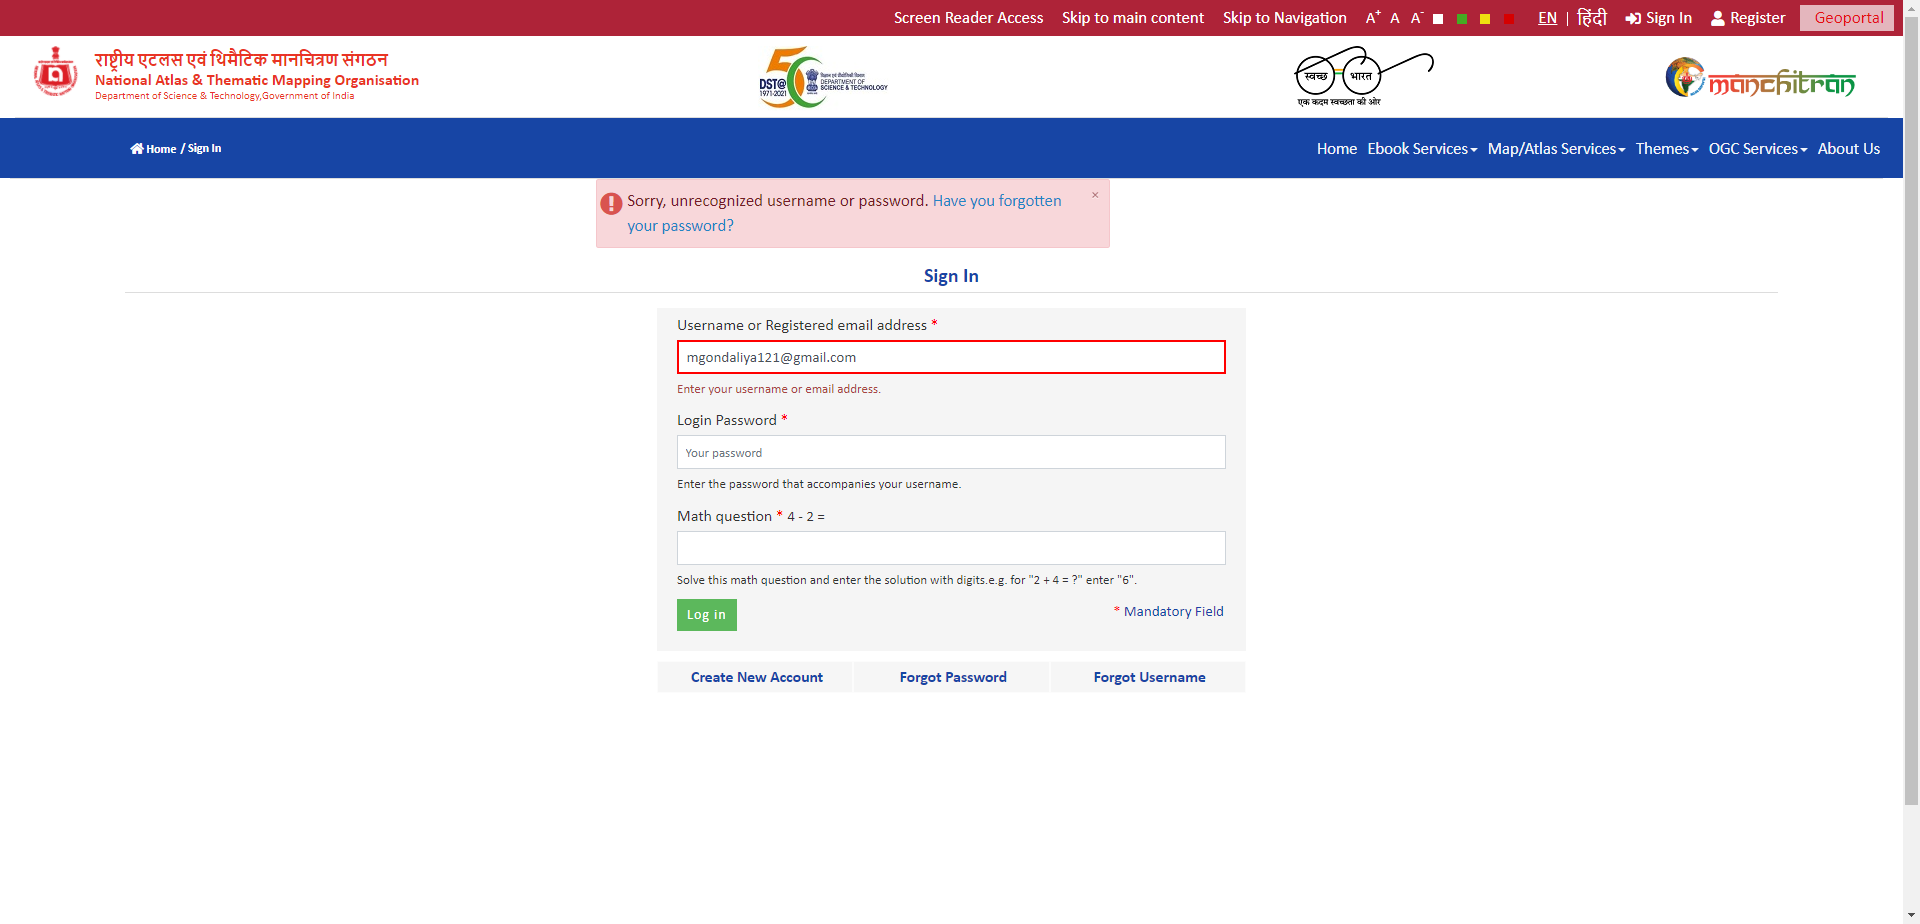 Screen Reader Access Skip to main content Skip to Navigation A+ A A- EN | हिंदी Sign In Register Geoportal
राष्ट्रीय एटलस एवं थिमैटिक मानचित्रण संगठन
National Atlas & Thematic Mapping Organisation
Department of Science & Technology,Government of India
50
DST@
1971-2021
विज्ञान एवं प्रौद्योगिकी विभाग
DEPARTMENT OF
SCIENCE & TECHNOLOGY
स्वच्छ भारत
एक कदम स्वच्छता की ओर
manchitran
Home / Sign In
Home Ebook Services Map/Atlas Services Themes OGC Services About Us
Sorry, unrecognized username or password. Have you forgotten
your password?
×
Sign In
Username or Registered email address *
mgondaliya121@gmail.com
Enter your username or email address.
Login Password *
Your password
Enter the password that accompanies your username.
Math question * 4 - 2 =
Solve this math question and enter the solution with digits.e.g. for "2 + 4 = ?" enter "6".
Log in
* Mandatory Field
Create New Account Forgot Password Forgot Username